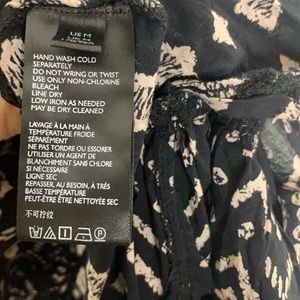 US M
HAND WASH COLD
SEPARATELY
DO NOT WRING OR TWIST
USE ONLY NON-CHLORINE
BLEACH
LINE DRY
LOW IRON AS NEEDED
MAY BE DRY CLEANED
LAVAGE À LA MAIN À
TEMPÉRATURE FROIDE
SÉPARÉMENT
NE PAS TORDRE OU ESSORER
UTILISER UN AGENT DE
BLANCHIMENT SANS CHLORE
SI NÉCESSAIRE
LIGNE SEC
REPASSER, AU BESOIN, À TRÈS
BASSE TEMPÉRATURE
PEUT-ÊTRE ÊTRE NETTOYÉE SEC
不可拧绞